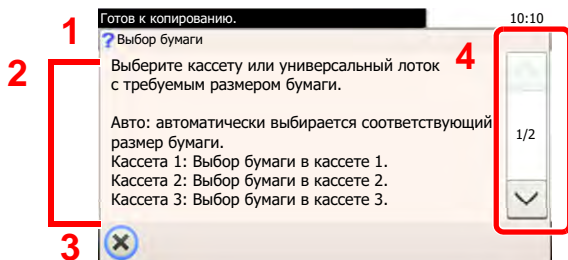 Готов к копированию.
10:10
1
?Выбор бумаги
2
4
Выберите кассету или универсальный лоток
с требуемым размером бумаги.
Авто: автоматически выбирается соответствующий
размер бумаги.
1/2
Кассета 1: Выбор бумаги в кассете 1.
Кассета 2: Выбор бумаги в кассете 2.
Кассета 3: Выбор бумаги в кассете 3.
3